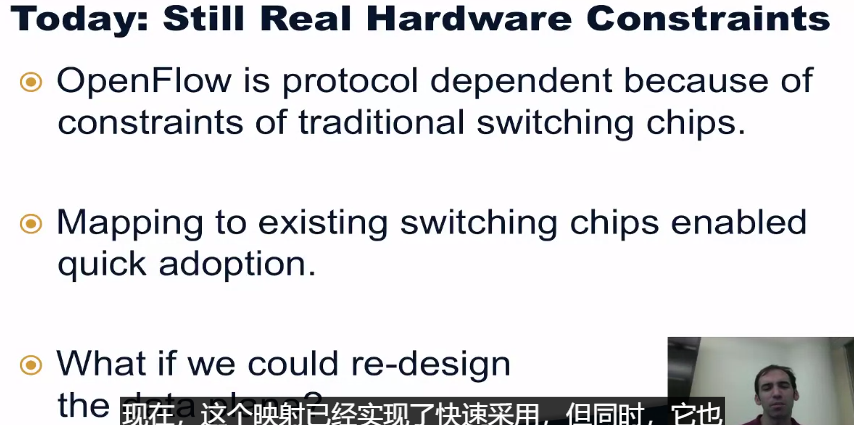 Today: Still Real Hardware Constraints
OpenFlow is protocol dependent because of
constraints of traditional switching chips.
Mapping to existing switching chips enabled
quick adoption.
What if we could re-design
the data plane?
现在，这个映射已经实现了快速采用，但同时，它也